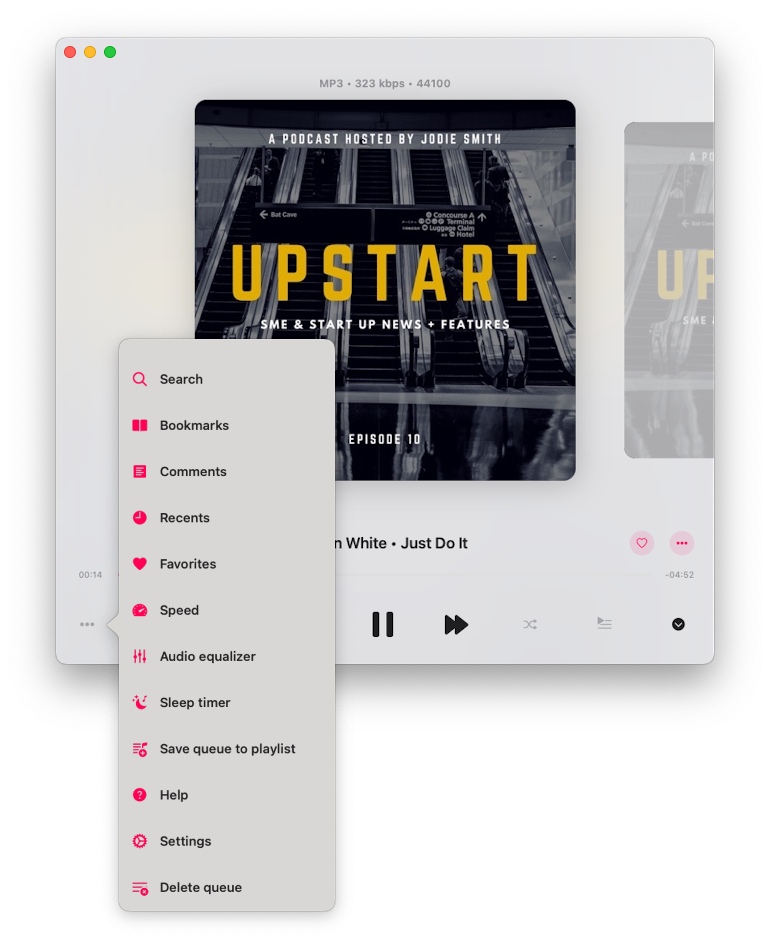 MP3 • 323 kbps • 44100
A PODCAST HOSTED BY JODIE SMITH
Bat Cave
Concourse A
Terminal
Luggage Claim
Hotel
UPSTART
SME & START UP NEWS + FEATURES
EPISODE 10
A PO
UP
SME &
White • Just Do It
00:14
-04:52
Search
Bookmarks
Comments
Recents
Favorites
Speed
Audio equalizer
Sleep timer
Save queue to playlist
Help
Settings
Delete queue